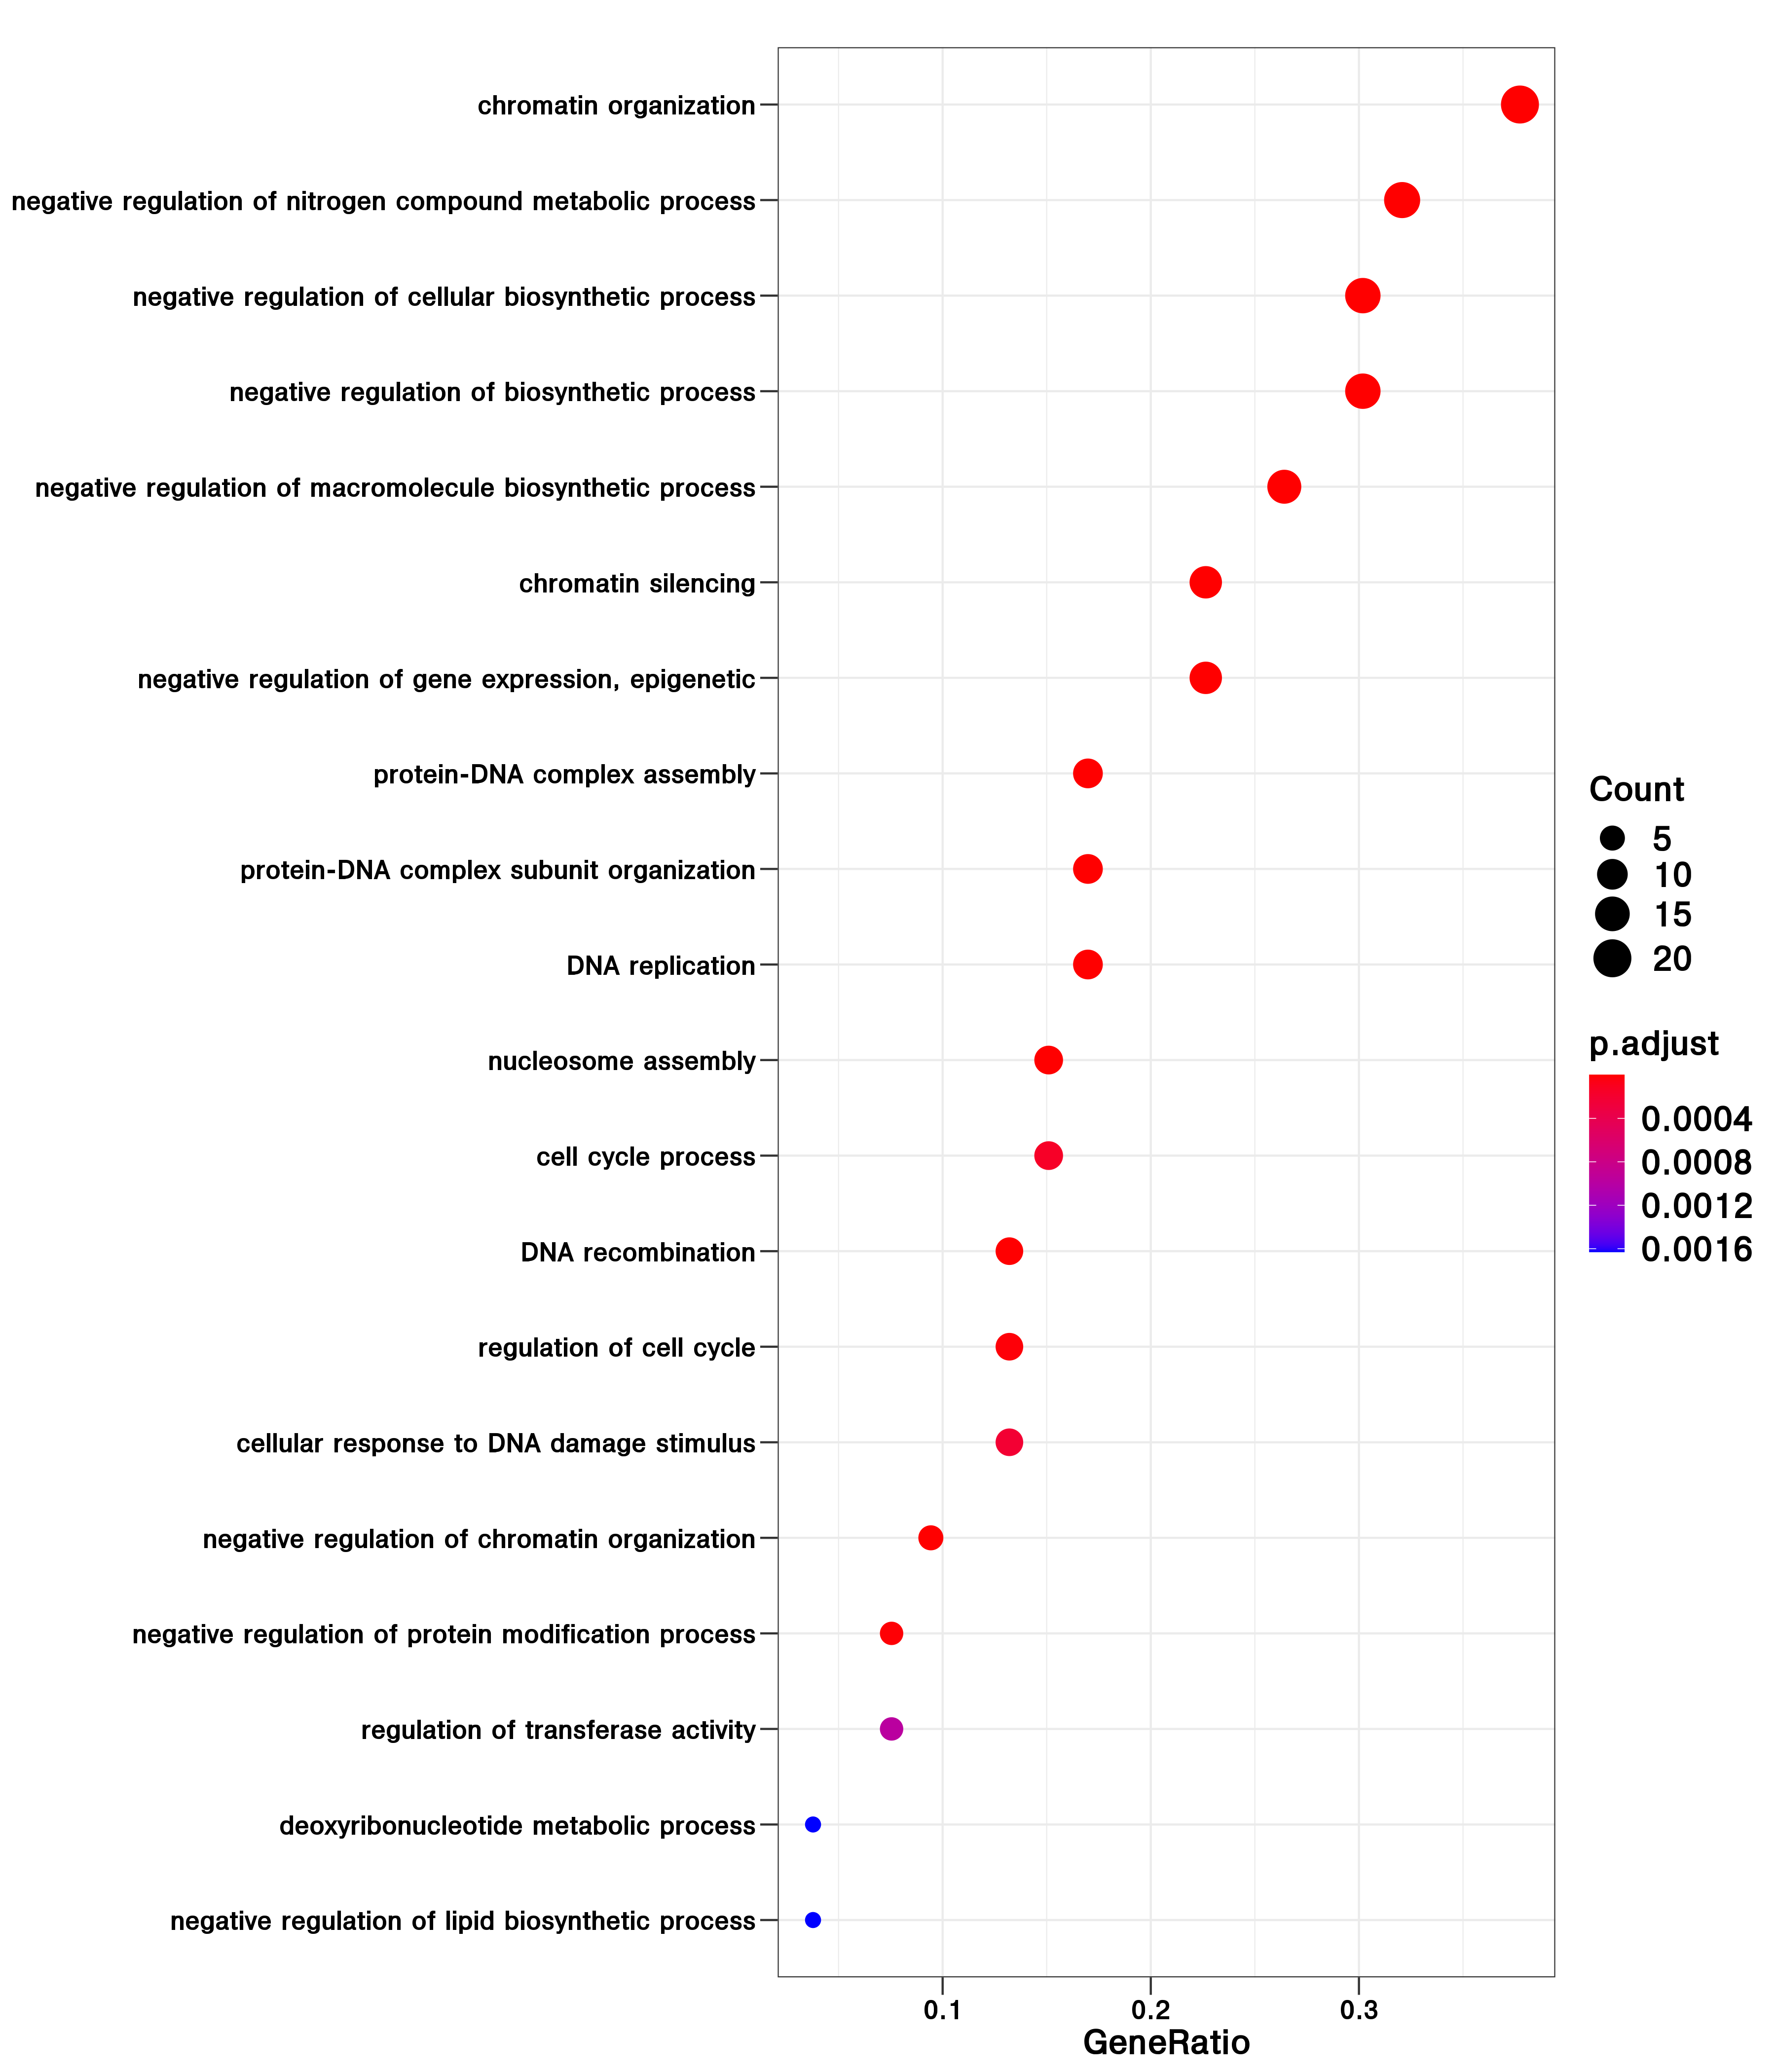 chromatin organization
negative regulation of nitrogen compound metabolic process
negative regulation of cellular biosynthetic process
negative regulation of biosynthetic process
negative regulation of macromolecule biosynthetic process
chromatin silencing
negative regulation of gene expression, epigenetic
protein-DNA complex assembly
protein-DNA complex subunit organization
DNA replication
nucleosome assembly
cell cycle process
DNA recombination
regulation of cell cycle
cellular response to DNA damage stimulus
negative regulation of chromatin organization
negative regulation of protein modification process
regulation of transferase activity
deoxyribonucleotide metabolic process
negative regulation of lipid biosynthetic process
0.1 0.2 0.3
GeneRatio
Count
5
10
15
20
p.adjust
0.0004
0.0008
0.0012
0.0016